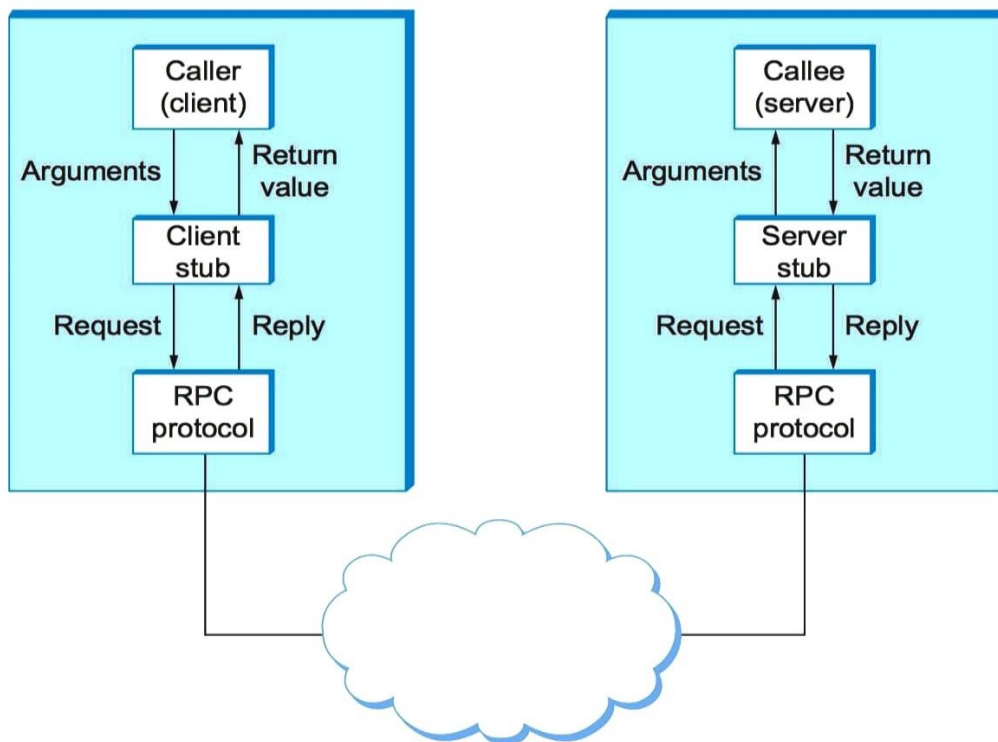 Caller
(client)
Arguments
Return
value
Client
stub
Request
Reply
RPC
protocol
Callee
(server)
Arguments
Return
value
Server
stub
Request
Reply
RPC
protocol